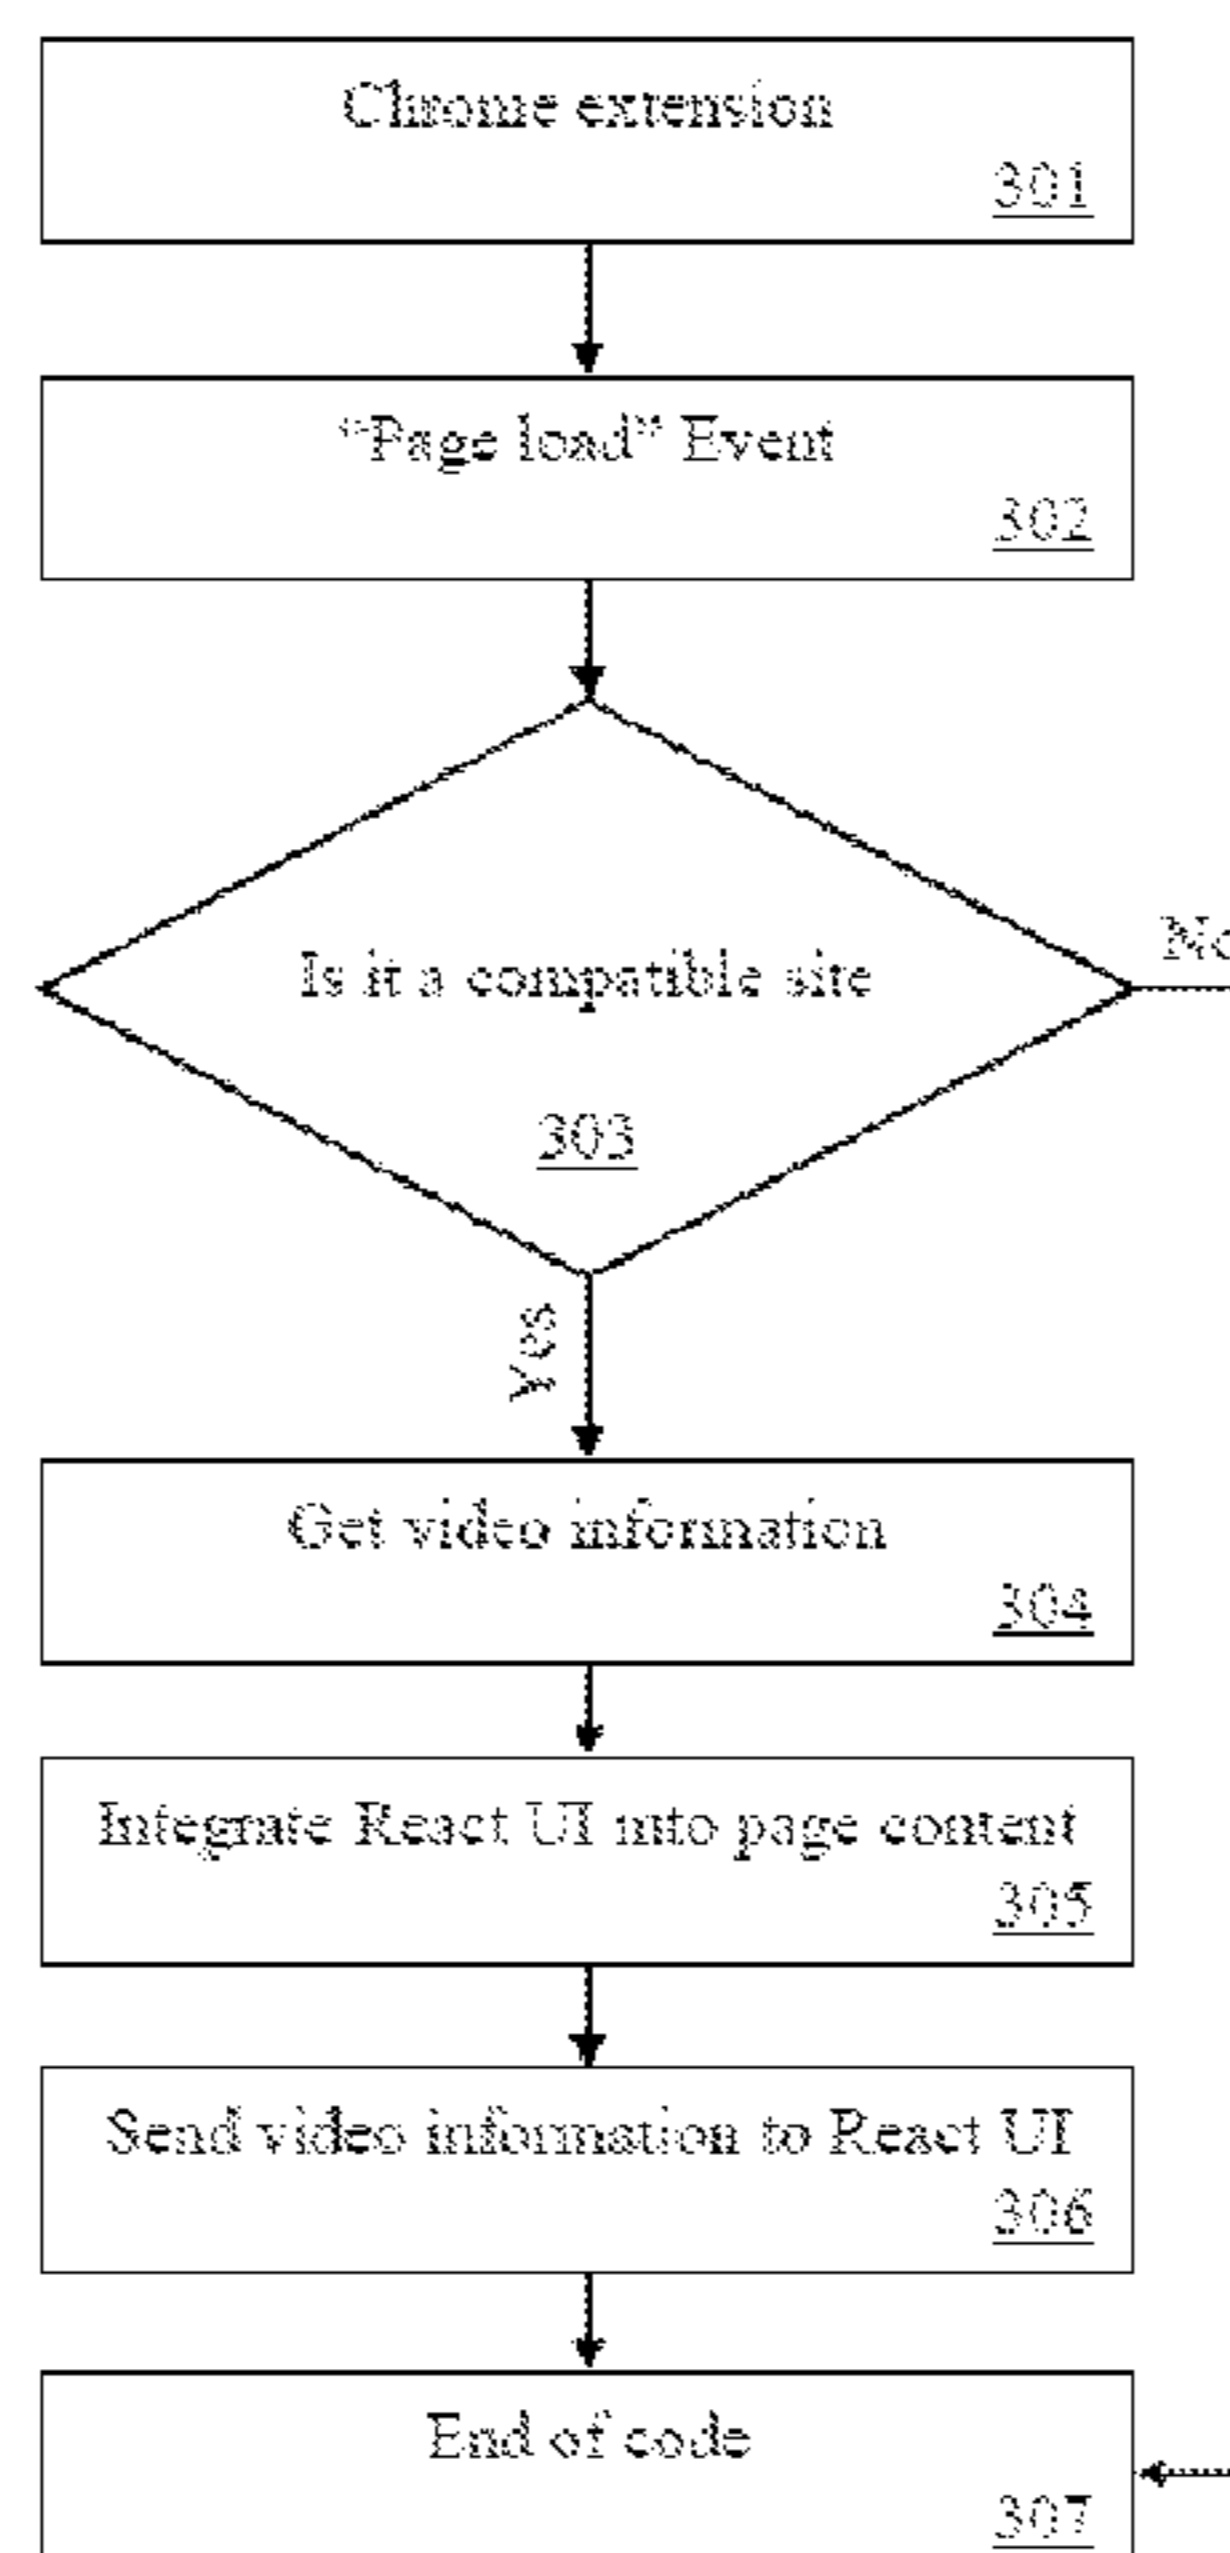 Chrome extension
301
“Page load” Event
302
Is it a compatible site
No
303
Yes
Get video information
304
Integrate React UI into page content
305
Send video information to React UI
306
End of code
307